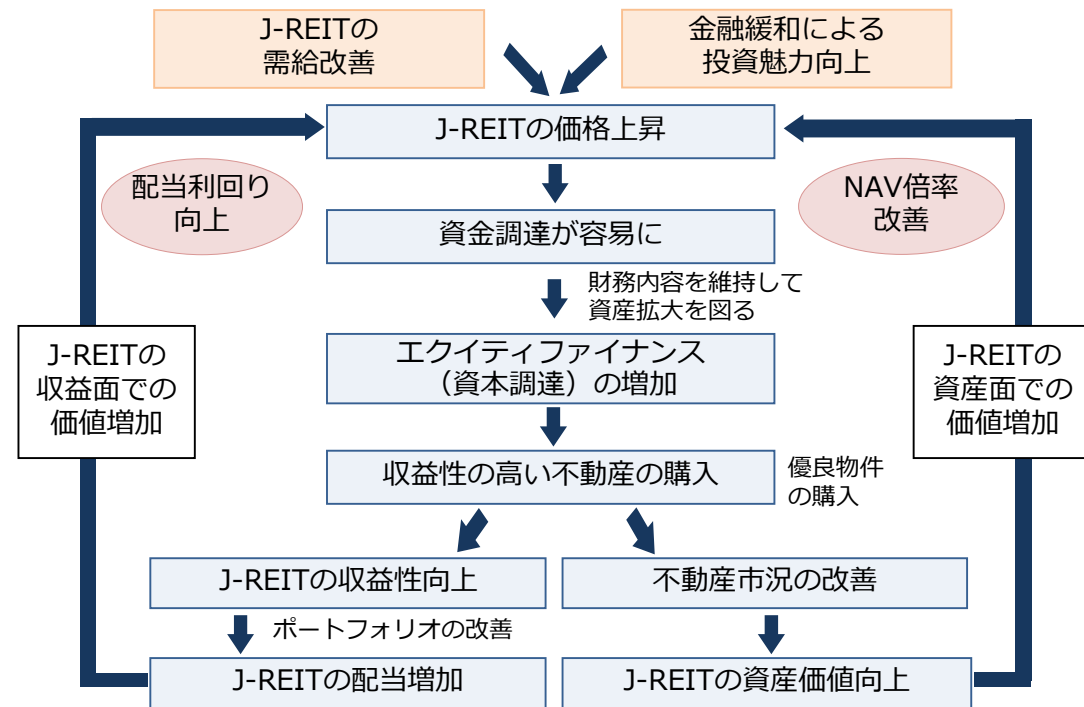 J-REITの
需給改善
金融緩和による
投資魅力向上
J-REITの価格上昇
配当利回り
向上
NAV倍率
改善
資金調達が容易に
財務内容を維持して
資産拡大を図る
J-REITの
収益面での
価値増加
エクイティファイナンス
（資本調達）の増加
J-REITの
資産面での
価値増加
収益性の高い不動産の購入
優良物件
の購入
J-REITの収益性向上
不動産市況の改善
ポートフォリオの改善
J-REITの配当増加
J-REITの資産価値向上